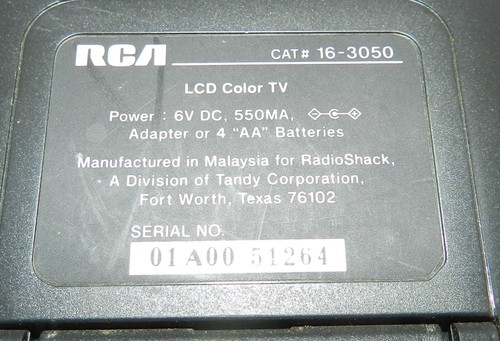 RCA CAT# 16-3050
LCD Color TV
Power : 6V DC, 550MA,
Adapter or 4 "AA" Batteries
Manufactured in Malaysia for RadioShack,
A Division of Tandy Corporation,
Fort Worth, Texas 76102
SERIAL NO.
01A00 51264